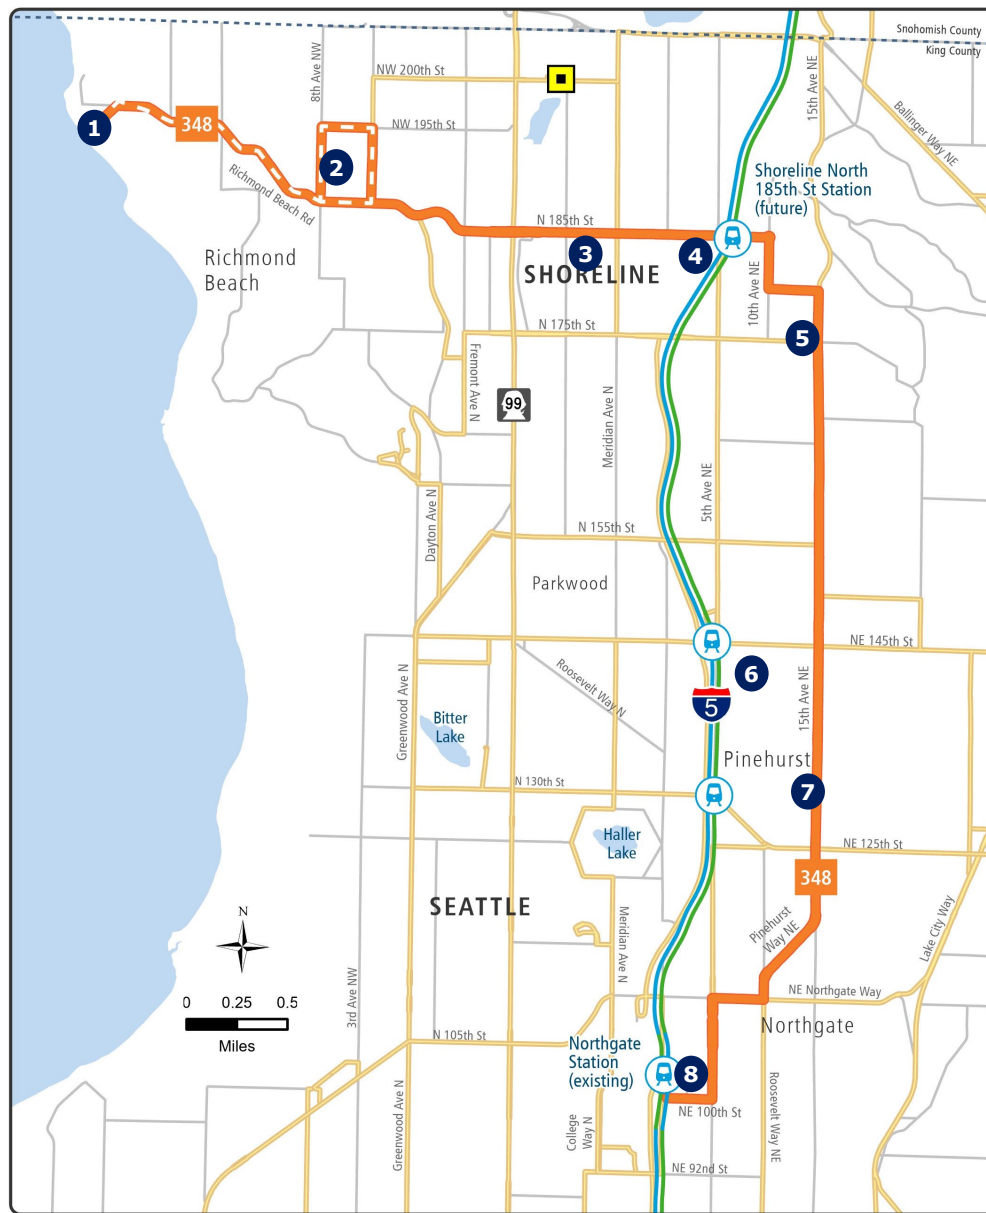 Snohomish County
King County
8th Ave NW
NW 200th St
15th Ave NE
1
348
NW 195th St
Ballinger Way NE
2
Richmond Beach Rd
Shoreline North
185th St Station
(future)
N 185th St
3
4
Richmond
Beach
SHORELINE
10th Ave NE
N 175th St
5
Fremont Ave N
99
Meridian Ave N
5th Ave NE
Dayton Ave N
N 155th St
Parkwood
NE 145th St
6
Roosevelt Way N
5
15th Ave NE
Greenwood Ave N
Bitter
Lake
Pinehurst
N 130th St
7
Haller
Lake
NE 125th St
348
SEATTLE
Pinehurst
Way NE
Meridian Ave N
Lake City Way
N
0 0.25 0.5
Miles
3rd Ave NW
NE Northgate Way
Northgate
N 105th St
Northgate
Station
(existing)
8
NE 100th St
Greenwood Ave N
College
Way N
Roosevelt Way NE
NE 92nd St